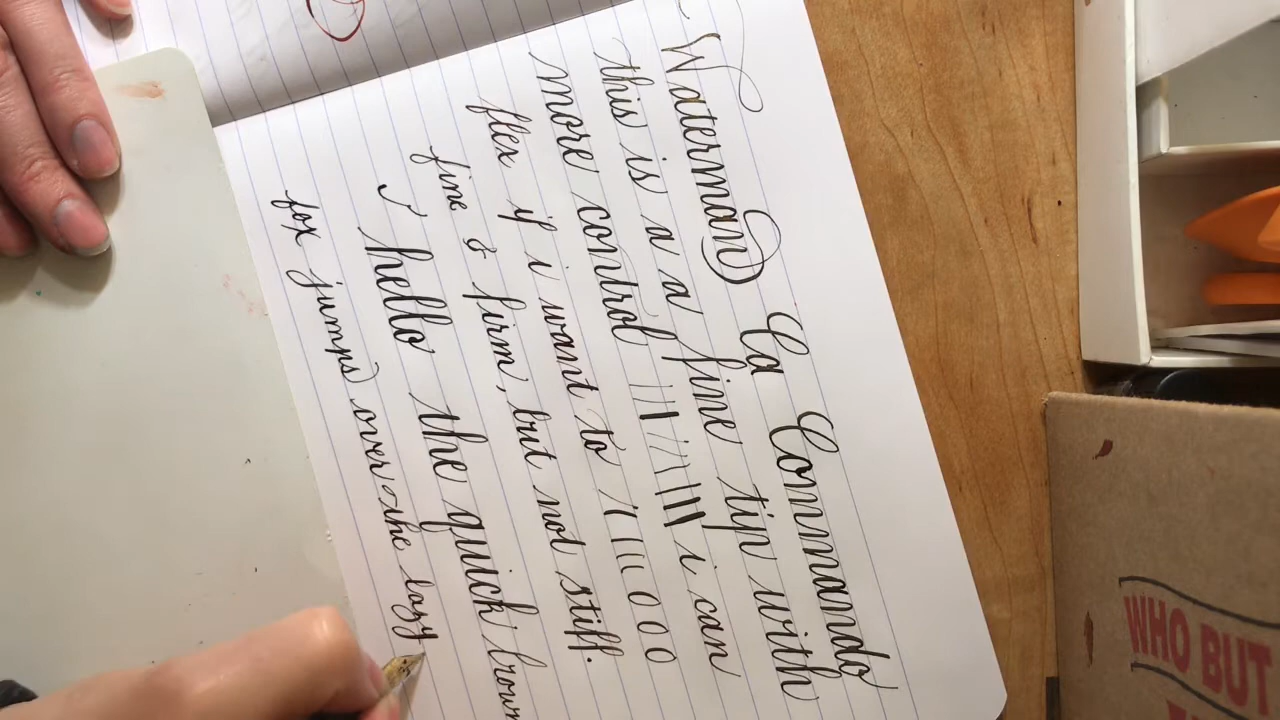 Waterman Ca Commando
this is a a fine tip with
more control i can
flex if i want to
fine & firm, but not stiff.
hello the quick brown
fox jumps over the lazy
WHO BUT